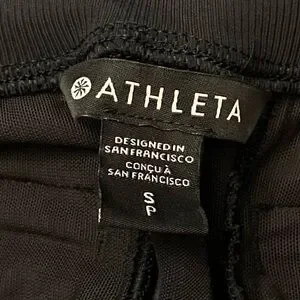 ATHLETA
DESIGNED IN
SAN FRANCISCO
CONÇU À
SAN FRANCISCO
S
P